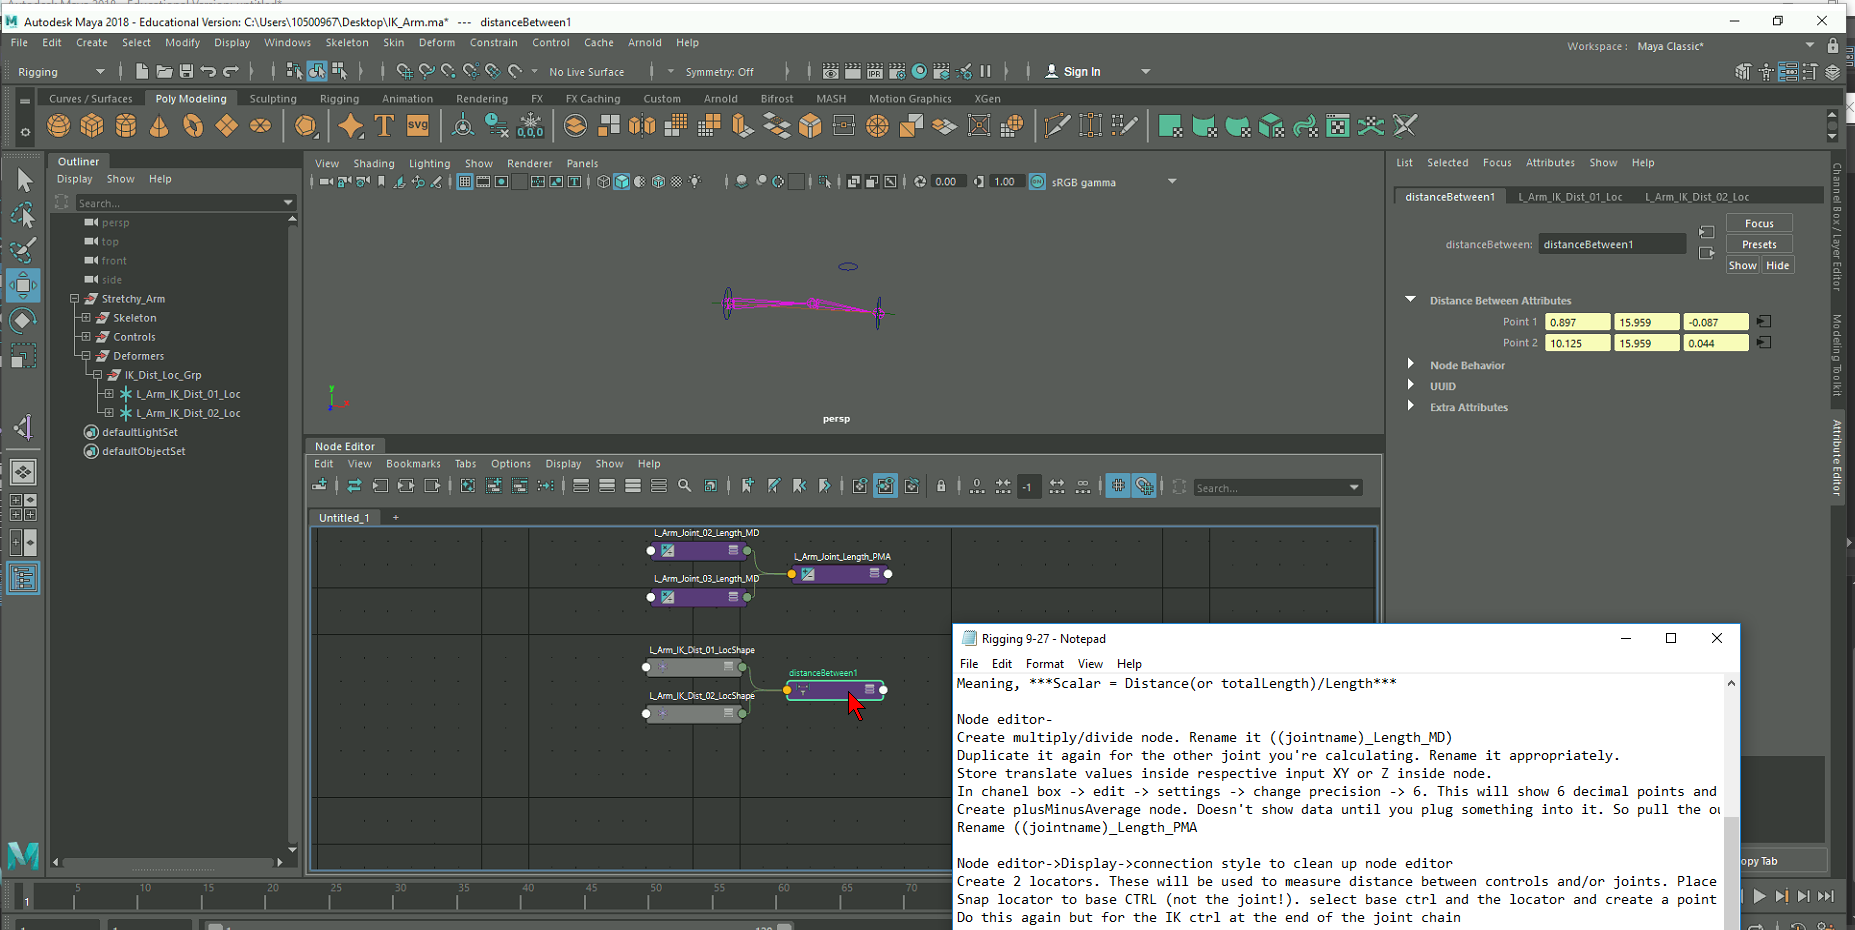 Autodesk Maya 2018 - Educational Version: C:\Users\10500967\Desktop\IK_Arm.ma* --- distanceBetween1
File Edit Create Select Modify Display Windows Skeleton Skin Deform Constrain Control Cache Arnold Help
Workspace : Maya Classic*
Rigging No Live Surface Symmetry: Off IPR Sign In
Curves / Surfaces Poly Modeling Sculpting Rigging Animation Rendering FX FX Caching Custom Arnold Bifrost MASH Motion Graphics XGen
T SVG 0,0,0
Outliner
Display Show Help
Search...
persp
top
front
side
Stretchy_Arm
Skeleton
Controls
Deformers
IK_Dist_Loc_Grp
L_Arm_IK_Dist_01_Loc
L_Arm_IK_Dist_02_Loc
defaultLightSet
defaultObjectSet
View Shading Lighting Show Renderer Panels
0.00 1.00 sRGB gamma
y
x
z
persp
Node Editor
Edit View Bookmarks Tabs Options Display Show Help
-1 Search...
Untitled_1 +
L_Arm_Joint_02_Length_MD
L_Arm_Joint_Length_PMA
L_Arm_Joint_03_Length_MD
L_Arm_IK_Dist_01_LocShape
distanceBetween1
L_Arm_IK_Dist_02_LocShape
List Selected Focus Attributes Show Help
distanceBetween1 L_Arm_IK_Dist_01_Loc L_Arm_IK_Dist_02_Loc
distanceBetween: distanceBetween1
Focus
Presets
Show Hide
Distance Between Attributes
Point 1 0.897 15.959 -0.087
Point 2 10.125 15.959 0.044
Node Behavior
UUID
Extra Attributes
Channel Box / Layer Editor
Modeling Toolkit
Attribute Editor
opy Tab
Rigging 9-27 - Notepad
File Edit Format View Help
Meaning, ***Scalar = Distance(or totalLength)/Length***
Node editor-
Create multiply/divide node. Rename it ((jointname)_Length_MD)
Duplicate it again for the other joint you're calculating. Rename it appropriately.
Store translate values inside respective input XY or Z inside node.
In chanel box -> edit -> settings -> change precision -> 6. This will show 6 decimal points and
Create plusMinusAverage node. Doesn't show data until you plug something into it. So pull the ou
Rename ((jointname)_Length_PMA
Node editor->Display->connection style to clean up node editor
Create 2 locators. These will be used to measure distance between controls and/or joints. Place
Snap locator to base CTRL (not the joint!). select base ctrl and the locator and create a point
Do this again but for the IK ctrl at the end of the joint chain
5 10 15 20 25 30 35 40 45 50 55 60 65 70
1